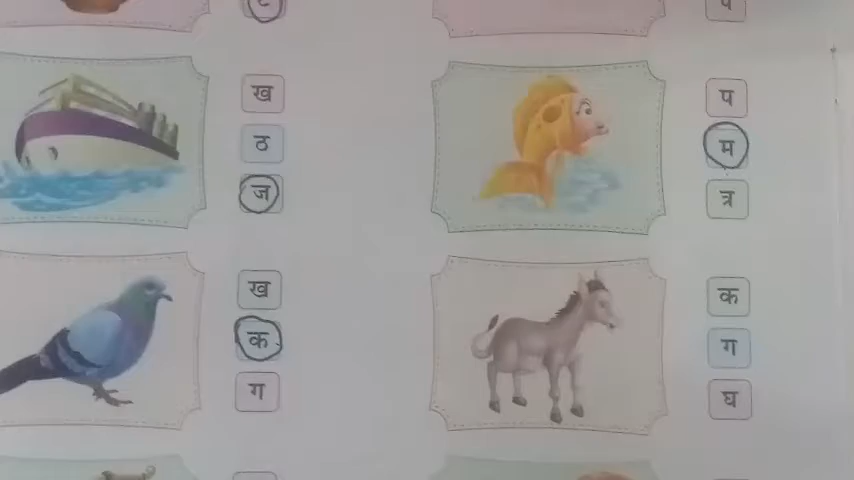 ख
ठ
ज
प
म
त्र
ख
क
ग
क
ग
घ